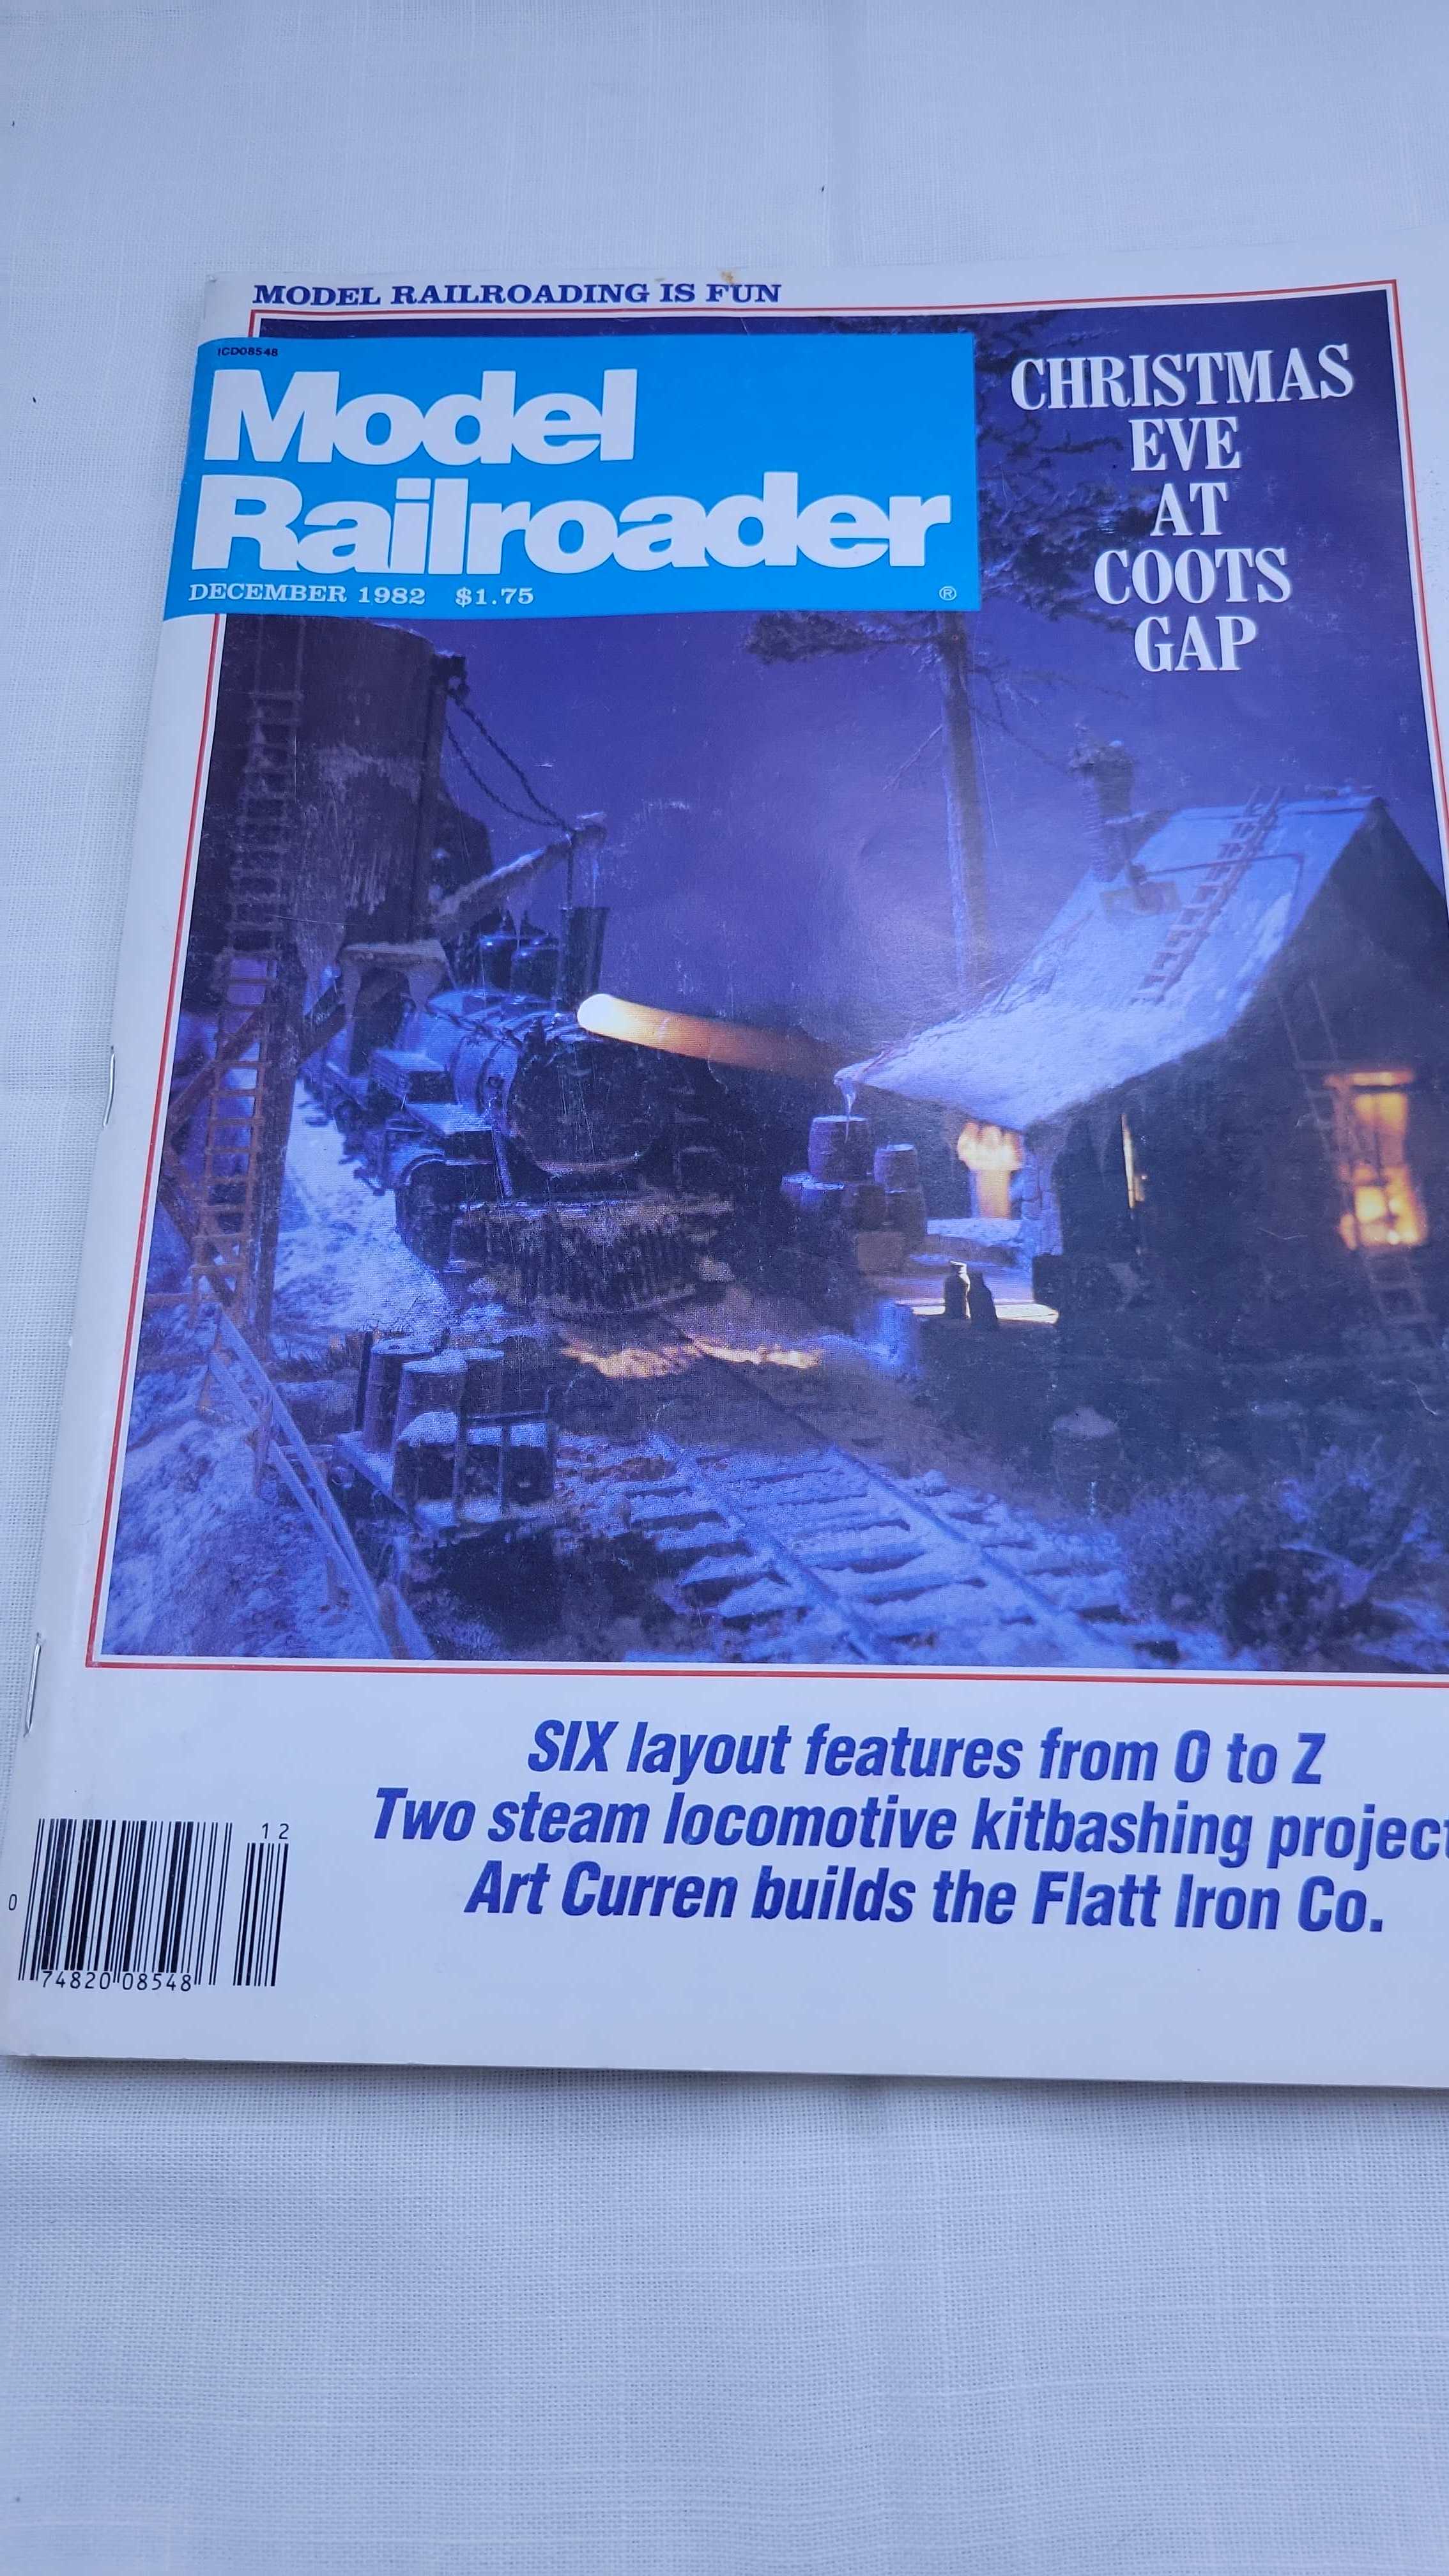 MODEL RAILROADING IS FUN
ICD08548
Model
Railroader
DECEMBER 1982 $1.75
®
CHRISTMAS
EVE
AT
COOTS
GAP
SIX layout features from O to Z
Two steam locomotive kitbashing project
Art Curren builds the Flatt Iron Co.
12
0 74820 08548